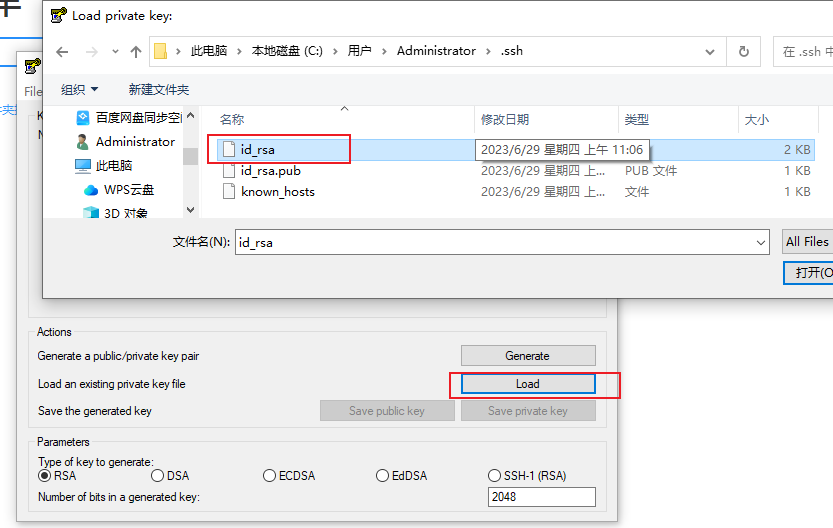 Load private key:
此电脑 › 本地磁盘 (C:) › 用户 › Administrator › .ssh
在 .ssh 中
组织 新建文件夹
File
百度网盘同步空
Administrator
此电脑
WPS云盘
3D 对象
名称 修改日期 类型 大小
id_rsa 2023/6/29 星期四 上午 11:06 2 KB
id_rsa.pub 2023/6/29 星期四 上... PUB 文件 1 KB
known_hosts 2023/6/29 星期四 上... 文件 1 KB
文件名(N): id_rsa All Files
打开(O
Actions
Generate a public/private key pair Generate
Load an existing private key file Load
Save the generated key Save public key Save private key
Parameters
Type of key to generate:
RSA DSA ECDSA EdDSA SSH-1 (RSA)
Number of bits in a generated key: 2048